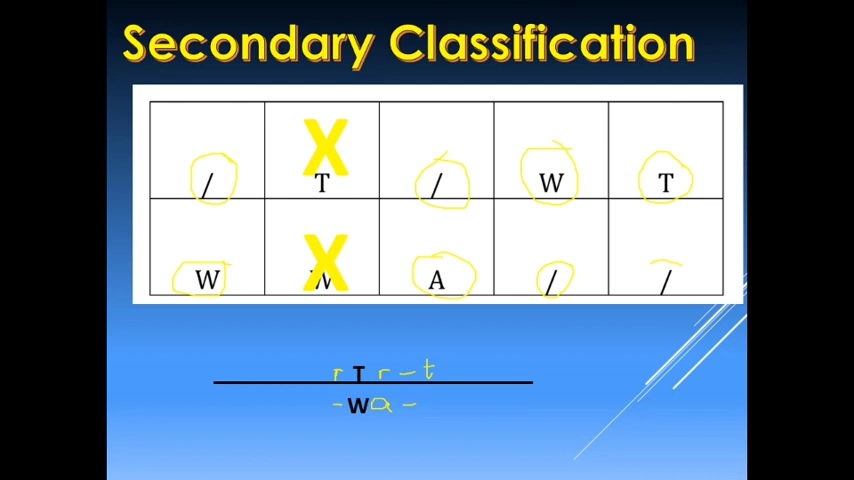 Secondary Classification
/ X T / W T
W X W A / /
r T r - t
- W a -